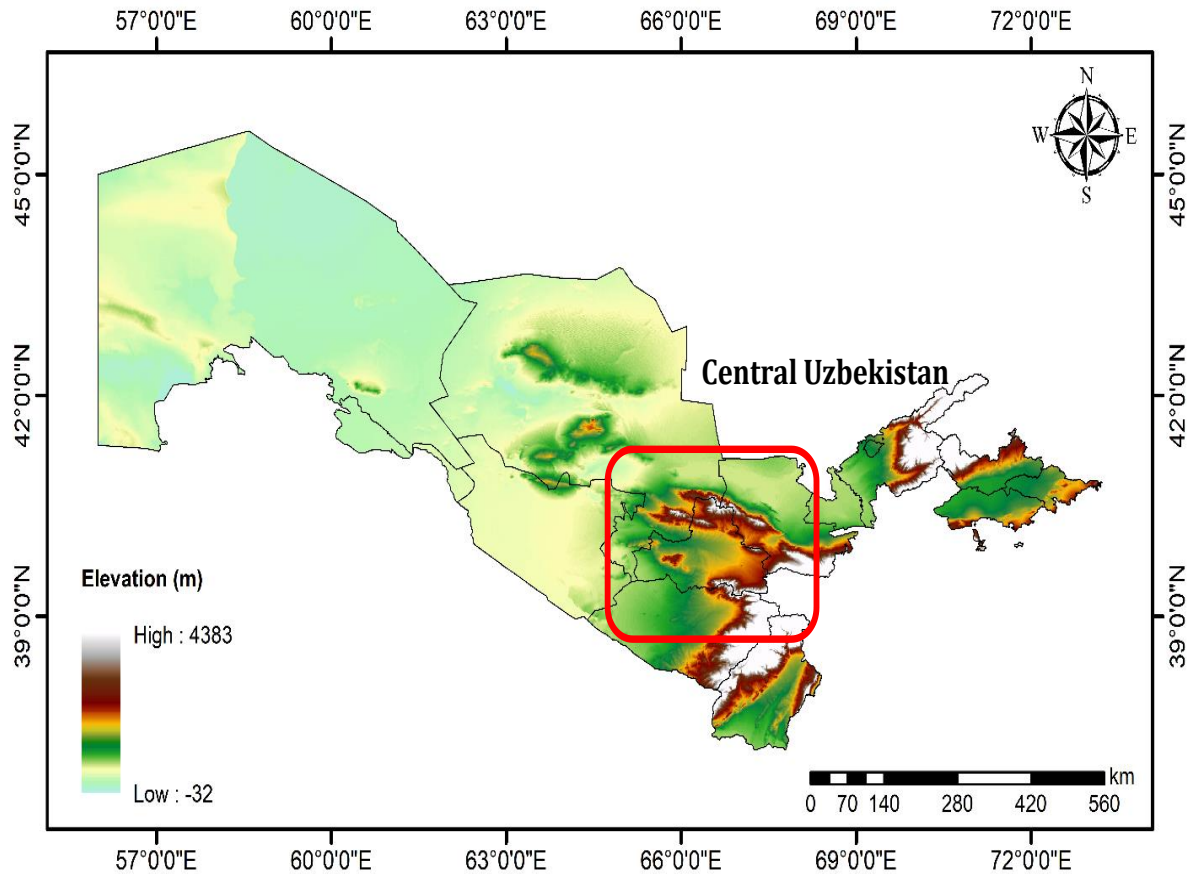 57°0'0"E 60°0'0"E 63°0'0"E 66°0'0"E 69°0'0"E 72°0'0"E
N
W E
S
45°0'0"N 45°0'0"N
42°0'0"N 42°0'0"N
39°0'0"N 39°0'0"N
Central Uzbekistan
Elevation (m)
High : 4383
Low : -32
km
0 70 140 280 420 560
57°0'0"E 60°0'0"E 63°0'0"E 66°0'0"E 69°0'0"E 72°0'0"E